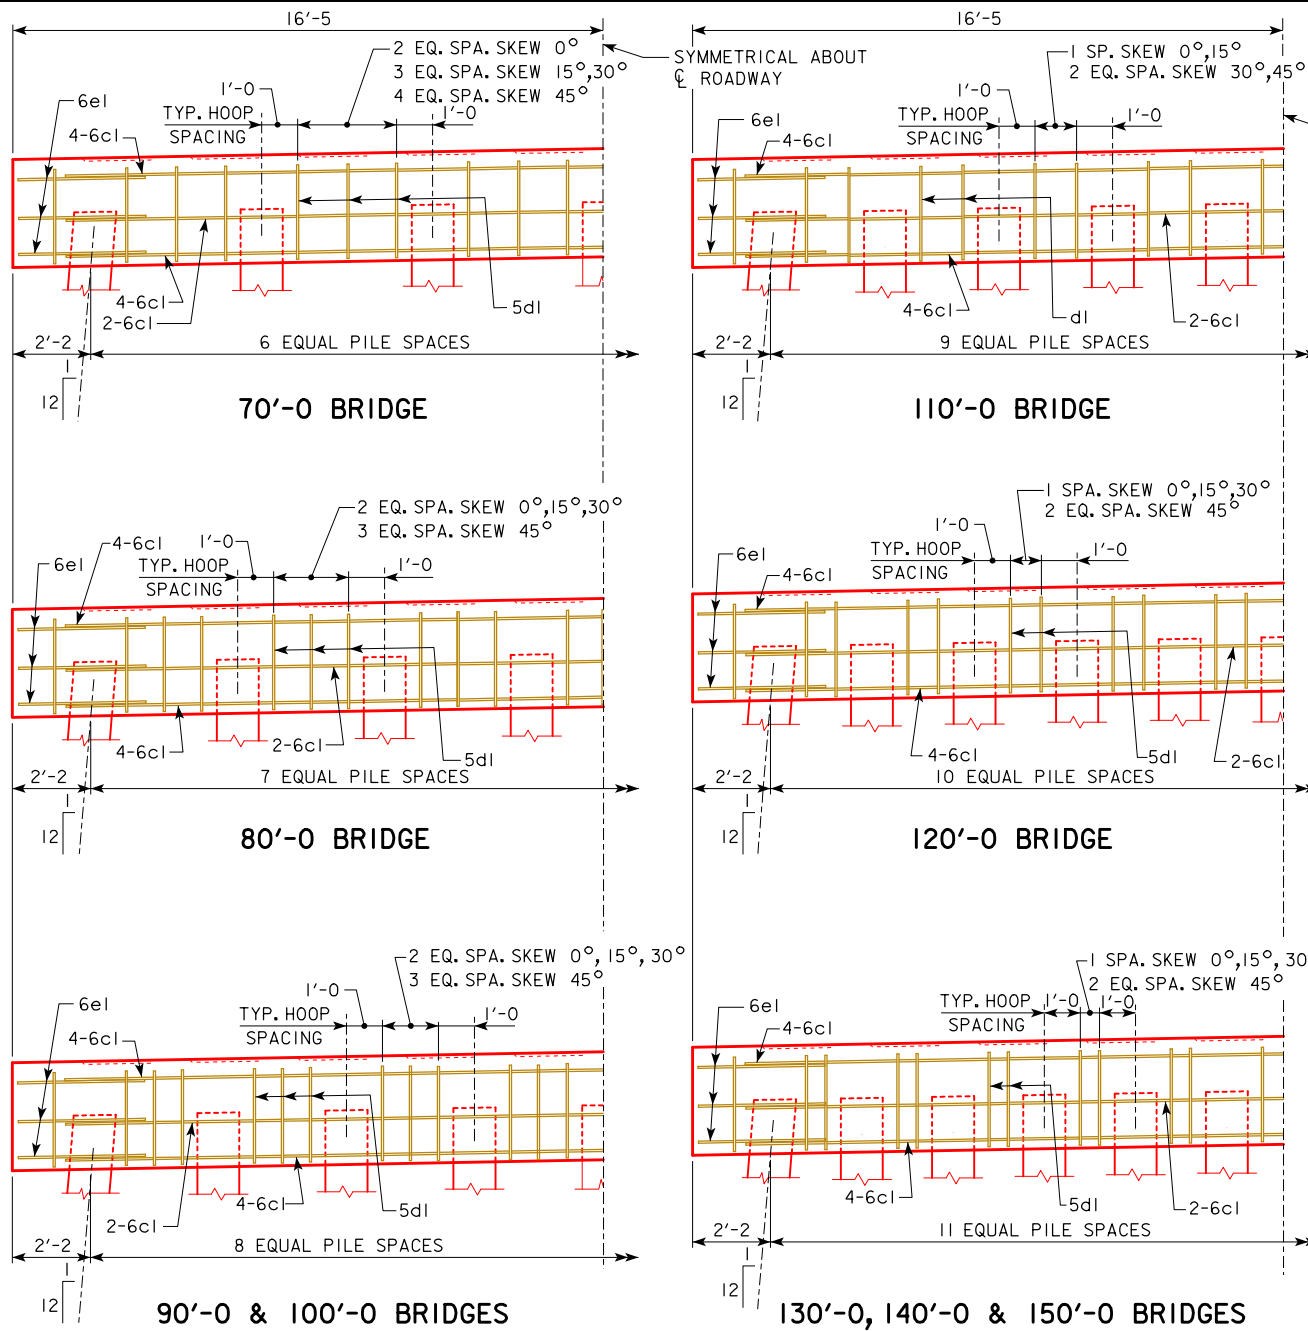 16'-5
2 EQ. SPA. SKEW 0°
3 EQ. SPA. SKEW 15°,30°
4 EQ. SPA. SKEW 45°
SYMMETRICAL ABOUT
℄ ROADWAY
1'-0
TYP. HOOP
SPACING
1'-0
6e1
4-6c1
4-6c1
2-6c1
5d1
2'-2
6 EQUAL PILE SPACES
1
12
70'-0 BRIDGE
16'-5
1 SP. SKEW 0°,15°
2 EQ. SPA. SKEW 30°,45°
1'-0
TYP. HOOP
SPACING
1'-0
6e1
4-6c1
4-6c1
d1
2-6c1
2'-2
9 EQUAL PILE SPACES
1
12
110'-0 BRIDGE
2 EQ. SPA. SKEW 0°,15°,30°
3 EQ. SPA. SKEW 45°
1'-0
TYP. HOOP
SPACING
1'-0
6e1
4-6c1
4-6c1
2-6c1
5d1
2'-2
7 EQUAL PILE SPACES
1
12
80'-0 BRIDGE
1 SPA. SKEW 0°,15°,30°
2 EQ. SPA. SKEW 45°
1'-0
TYP. HOOP
SPACING
1'-0
6e1
4-6c1
4-6c1
5d1
2-6c1
2'-2
10 EQUAL PILE SPACES
1
12
120'-0 BRIDGE
2 EQ. SPA. SKEW 0°,15°,30°
3 EQ. SPA. SKEW 45°
1'-0
TYP. HOOP
SPACING
1'-0
6e1
4-6c1
2-6c1
4-6c1
5d1
2'-2
8 EQUAL PILE SPACES
1
12
90'-0 & 100'-0 BRIDGES
1 SPA. SKEW 0°,15°,30
2 EQ. SPA. SKEW 45°
TYP. HOOP
SPACING
1'-0
1'-0
6e1
4-6c1
4-6c1
5d1
2-6c1
2'-2
11 EQUAL PILE SPACES
1
12
130'-0, 140'-0 & 150'-0 BRIDGES